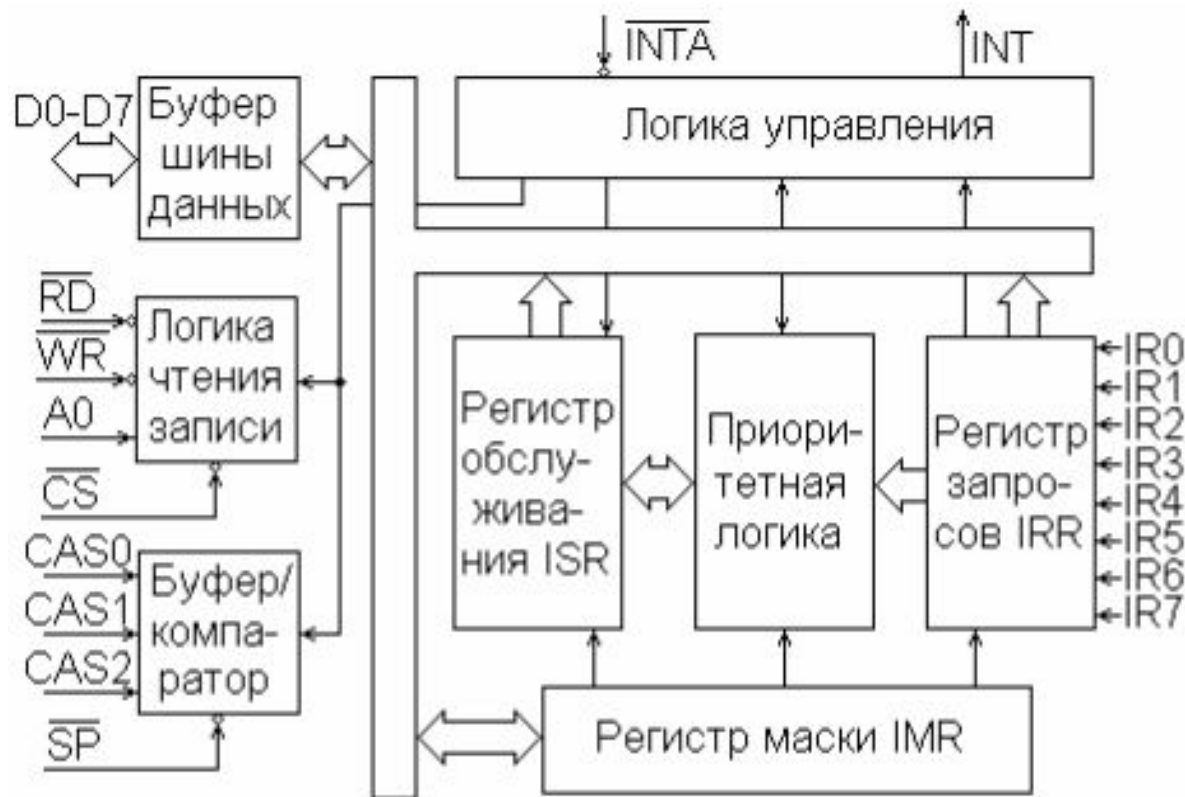 INTA
INT
D0-D7
Буфер
шины
данных
Логика управления
RD
WR
A0
CS
Логика
чтения
записи
Регистр
обслу-
жива-
ния ISR
Приори-
тетная
логика
Регистр
запро-
сов IRR
IR0
IR1
IR2
IR3
IR4
IR5
IR6
IR7
CAS0
CAS1
CAS2
SP
Буфер/
компа-
ратор
Регистр маски IMR